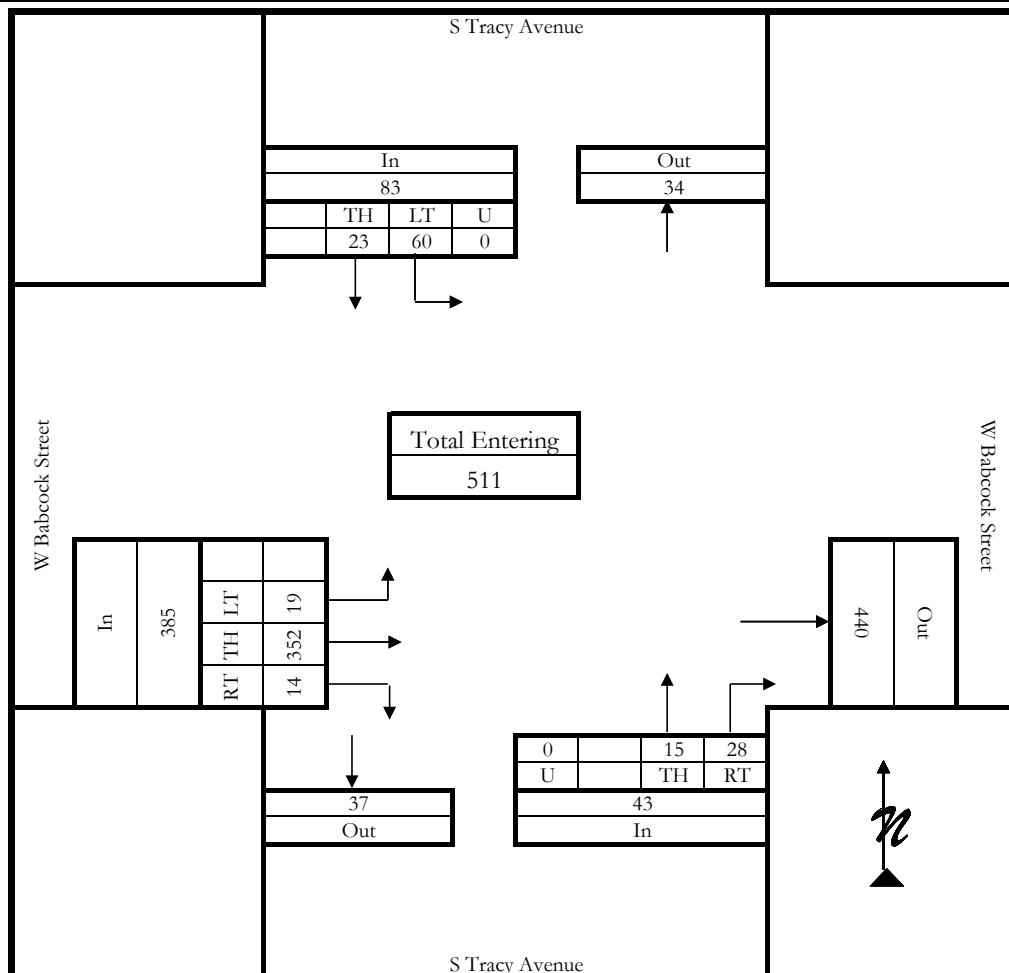 S Tracy Avenue
In
83
TH LT U
23 60 0
Out
34
Total Entering
511
W Babcock Street
In
385
LT 19
TH 352
RT 14
W Babcock Street
440
Out
37
Out
0 15 28
U TH RT
43
In
N
S Tracy Avenue